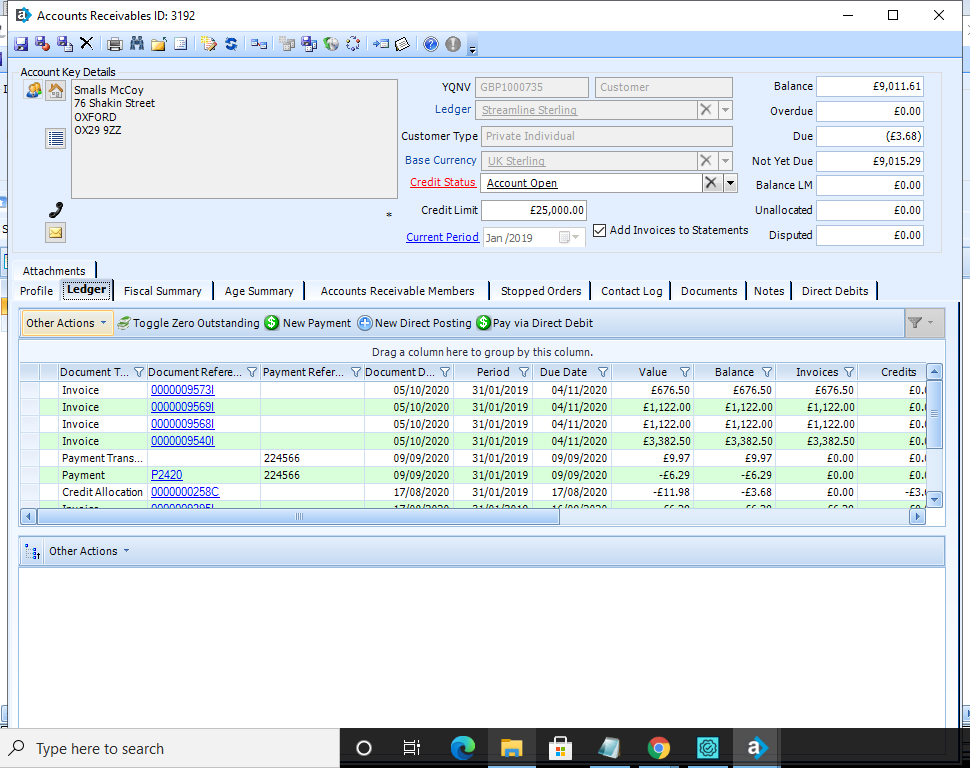 Accounts Receivables ID: 3192
Account Key Details
Smalls McCoy
76 Shakin Street
OXFORD
OX29 9ZZ
*
YQNV GBP1000735 Customer
Ledger Streamline Sterling
Customer Type Private Individual
Base Currency UK Sterling
Credit Status Account Open
Credit Limit £25,000.00
Current Period Jan /2019 Add Invoices to Statements
Balance £9,011.61
Overdue £0.00
Due (£3.68)
Not Yet Due £9,015.29
Balance LM £0.00
Unallocated £0.00
Disputed £0.00
Attachments
Profile Ledger Fiscal Summary Age Summary Accounts Receivable Members Stopped Orders Contact Log Documents Notes Direct Debits
Other Actions Toggle Zero Outstanding New Payment New Direct Posting Pay via Direct Debit
Drag a column here to group by this column.
Document T... Document Refere... Payment Refer... Document D... Period Due Date Value Balance Invoices Credits
Invoice 0000009573I 05/10/2020 31/01/2019 04/11/2020 £676.50 £676.50 £676.50 £0.
Invoice 0000009569I 05/10/2020 31/01/2019 04/11/2020 £1,122.00 £1,122.00 £1,122.00 £0.
Invoice 0000009568I 05/10/2020 31/01/2019 04/11/2020 £1,122.00 £1,122.00 £1,122.00 £0.
Invoice 0000009540I 05/10/2020 31/01/2019 04/11/2020 £3,382.50 £3,382.50 £3,382.50 £0.
Payment Trans... 224566 09/09/2020 31/01/2019 09/09/2020 £9.97 £9.97 £0.00 £0.
Payment P2420 224566 09/09/2020 31/01/2019 09/09/2020 -£6.29 -£6.29 £0.00 £0.
Credit Allocation 0000000258C 17/08/2020 31/01/2019 17/08/2020 -£11.98 -£3.68 £0.00 -£3.
Other Actions
Type here to search